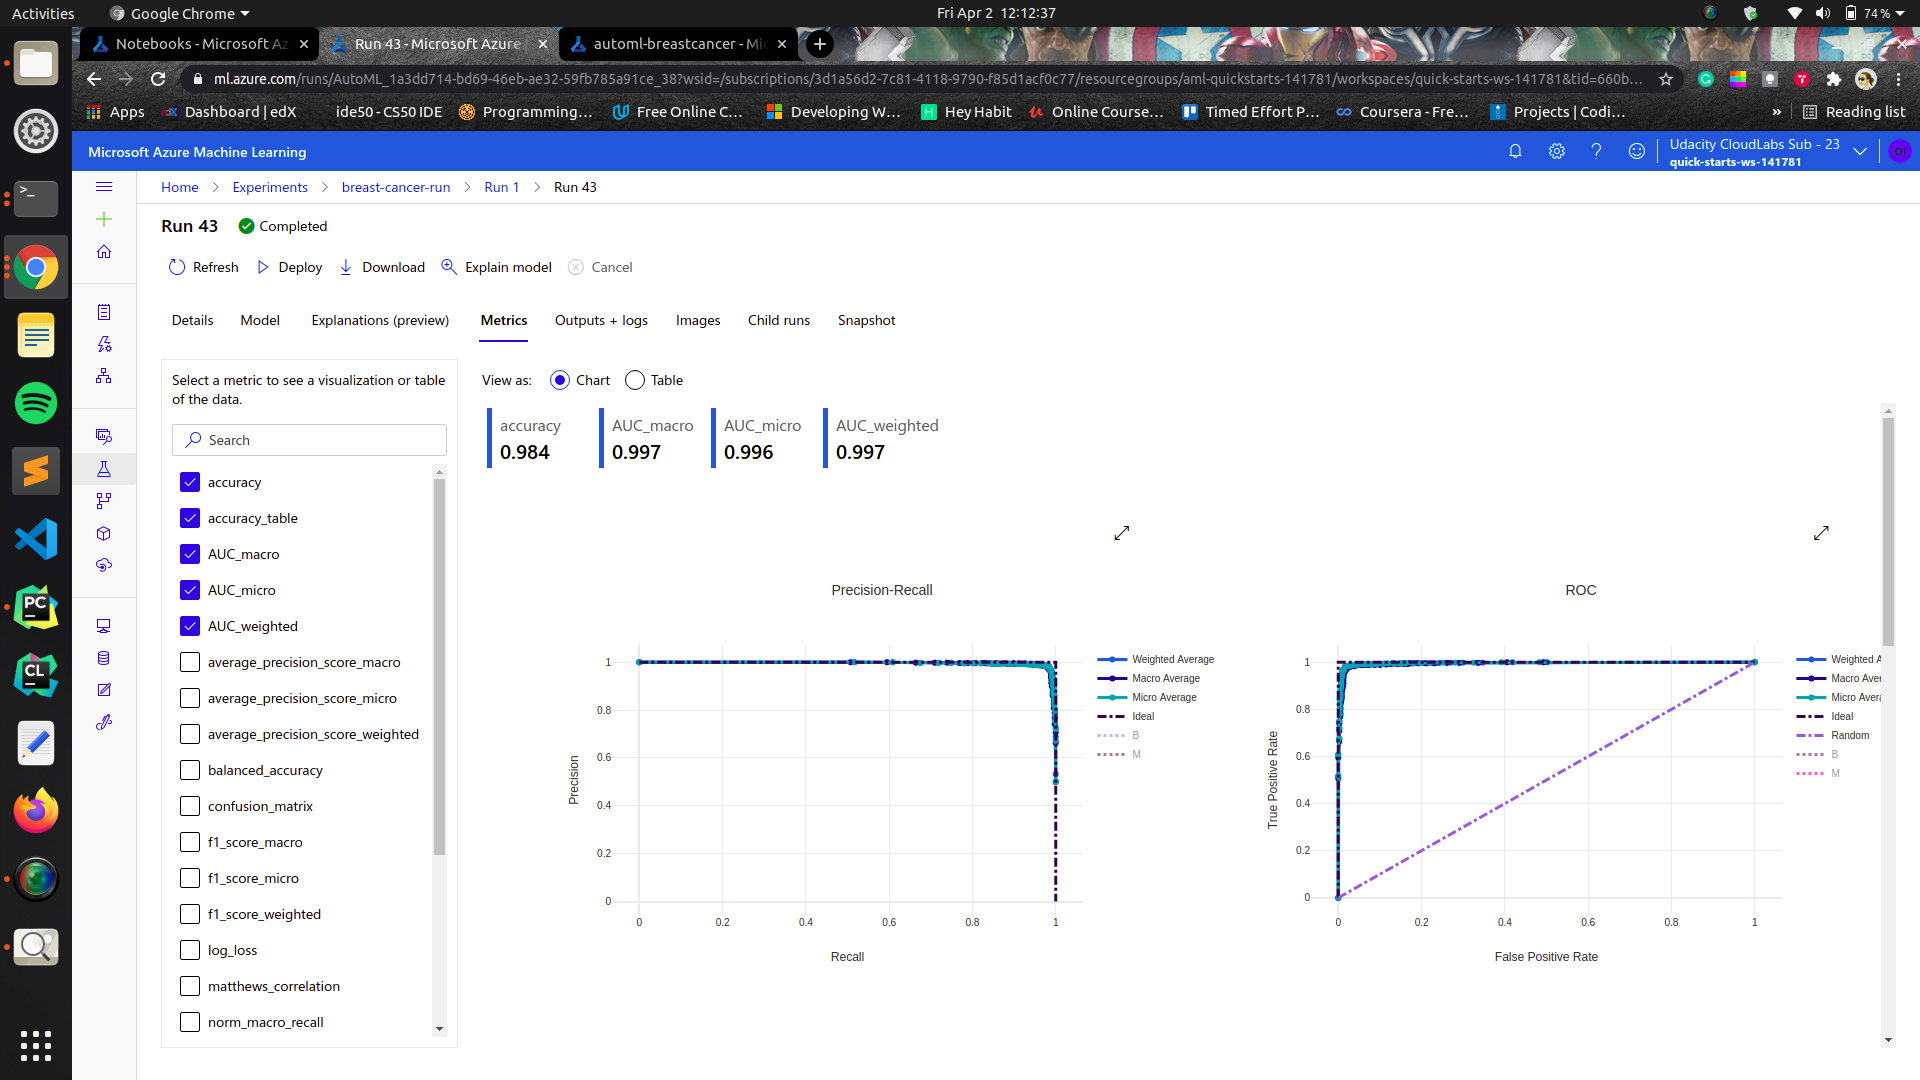 Activities
Google Chrome
Fri Apr 2 12:12:37
74 %
Notebooks - Microsoft Az
Run 43 - Microsoft Azure
automl-breastcancer - Mic
ml.azure.com/runs/AutoML_1a3dd714-bd69-46eb-ae32-59fb785a91ce_38?wsid=/subscriptions/3d1a56d2-7c81-4118-9790-f85d1acf0c77/resourcegroups/aml-quickstarts-141781/workspaces/quick-starts-ws-141781&tid=660b...
Apps
Dashboard | edX
ide50 - CS50 IDE
Programming...
Free Online C...
Developing W...
Hey Habit
Online Course...
Timed Effort P...
Coursera - Fre...
Projects | Codi...
»
Reading list
Microsoft Azure Machine Learning
Udacity CloudLabs Sub - 23
quick-starts-ws-141781
Home > Experiments > breast-cancer-run > Run 1 > Run 43
Run 43
Completed
Refresh
Deploy
Download
Explain model
Cancel
Details
Model
Explanations (preview)
Metrics
Outputs + logs
Images
Child runs
Snapshot
Select a metric to see a visualization or table
of the data.
Search
accuracy
accuracy_table
AUC_macro
AUC_micro
AUC_weighted
average_precision_score_macro
average_precision_score_micro
average_precision_score_weighted
balanced_accuracy
confusion_matrix
f1_score_macro
f1_score_micro
f1_score_weighted
log_loss
matthews_correlation
norm_macro_recall
View as:
Chart
Table
accuracy
0.984
AUC_macro
0.997
AUC_micro
0.996
AUC_weighted
0.997
Precision-Recall
1
0.8
0.6
0.4
0.2
0
Precision
0 0.2 0.4 0.6 0.8 1
Recall
Weighted Average
Macro Average
Micro Average
Ideal
B
M
ROC
1
0.8
0.6
0.4
0.2
0
True Positive Rate
0 0.2 0.4 0.6 0.8 1
False Positive Rate
Weighted A
Macro Aver
Micro Avera
Ideal
Random
B
M
PC
CL